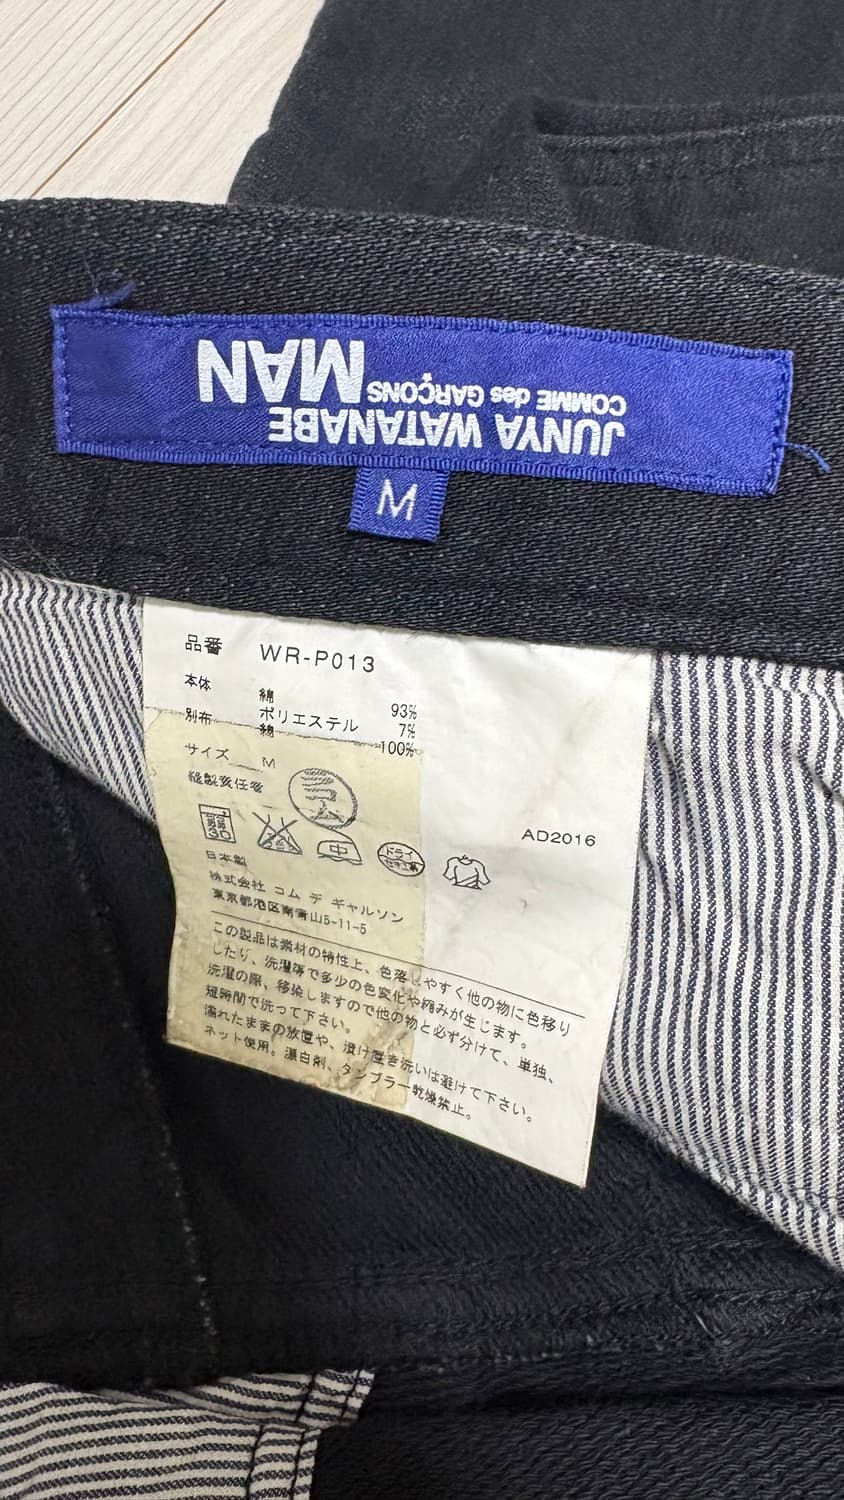 JUNYA WATANABE
COMME des GARÇONS
MAN
M
品番 WR-P013
本体 綿 93%
ポリエステル 7%
別布 綿 100%
サイズ M
縫製責任者
中
ドライ
セキユ系
AD2016
日本製
株式会社 コム デ ギャルソン
東京都港区南青山5-11-5
この製品は素材の特性上、色落しやすく他の物に色移り
したり、洗濯等で多少の色変化や縮みが生じます。
洗濯の際、移染しますので他の物と必ず分けて、単独、
短時間で洗って下さい。
濡れたままの放置や、漬け置き洗いは避けて下さい。
ネット使用。漂白剤、タンブラー乾燥禁止。